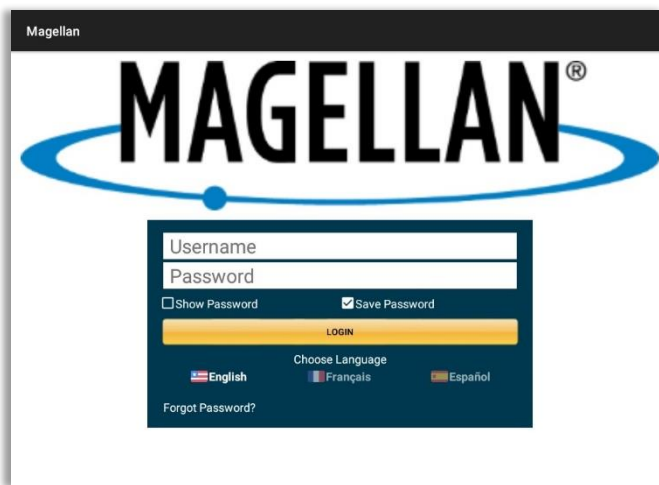 Magellan
MAGELLAN®
Username
Password
Show Password Save Password
LOGIN
Choose Language
English Français Español
Forgot Password?